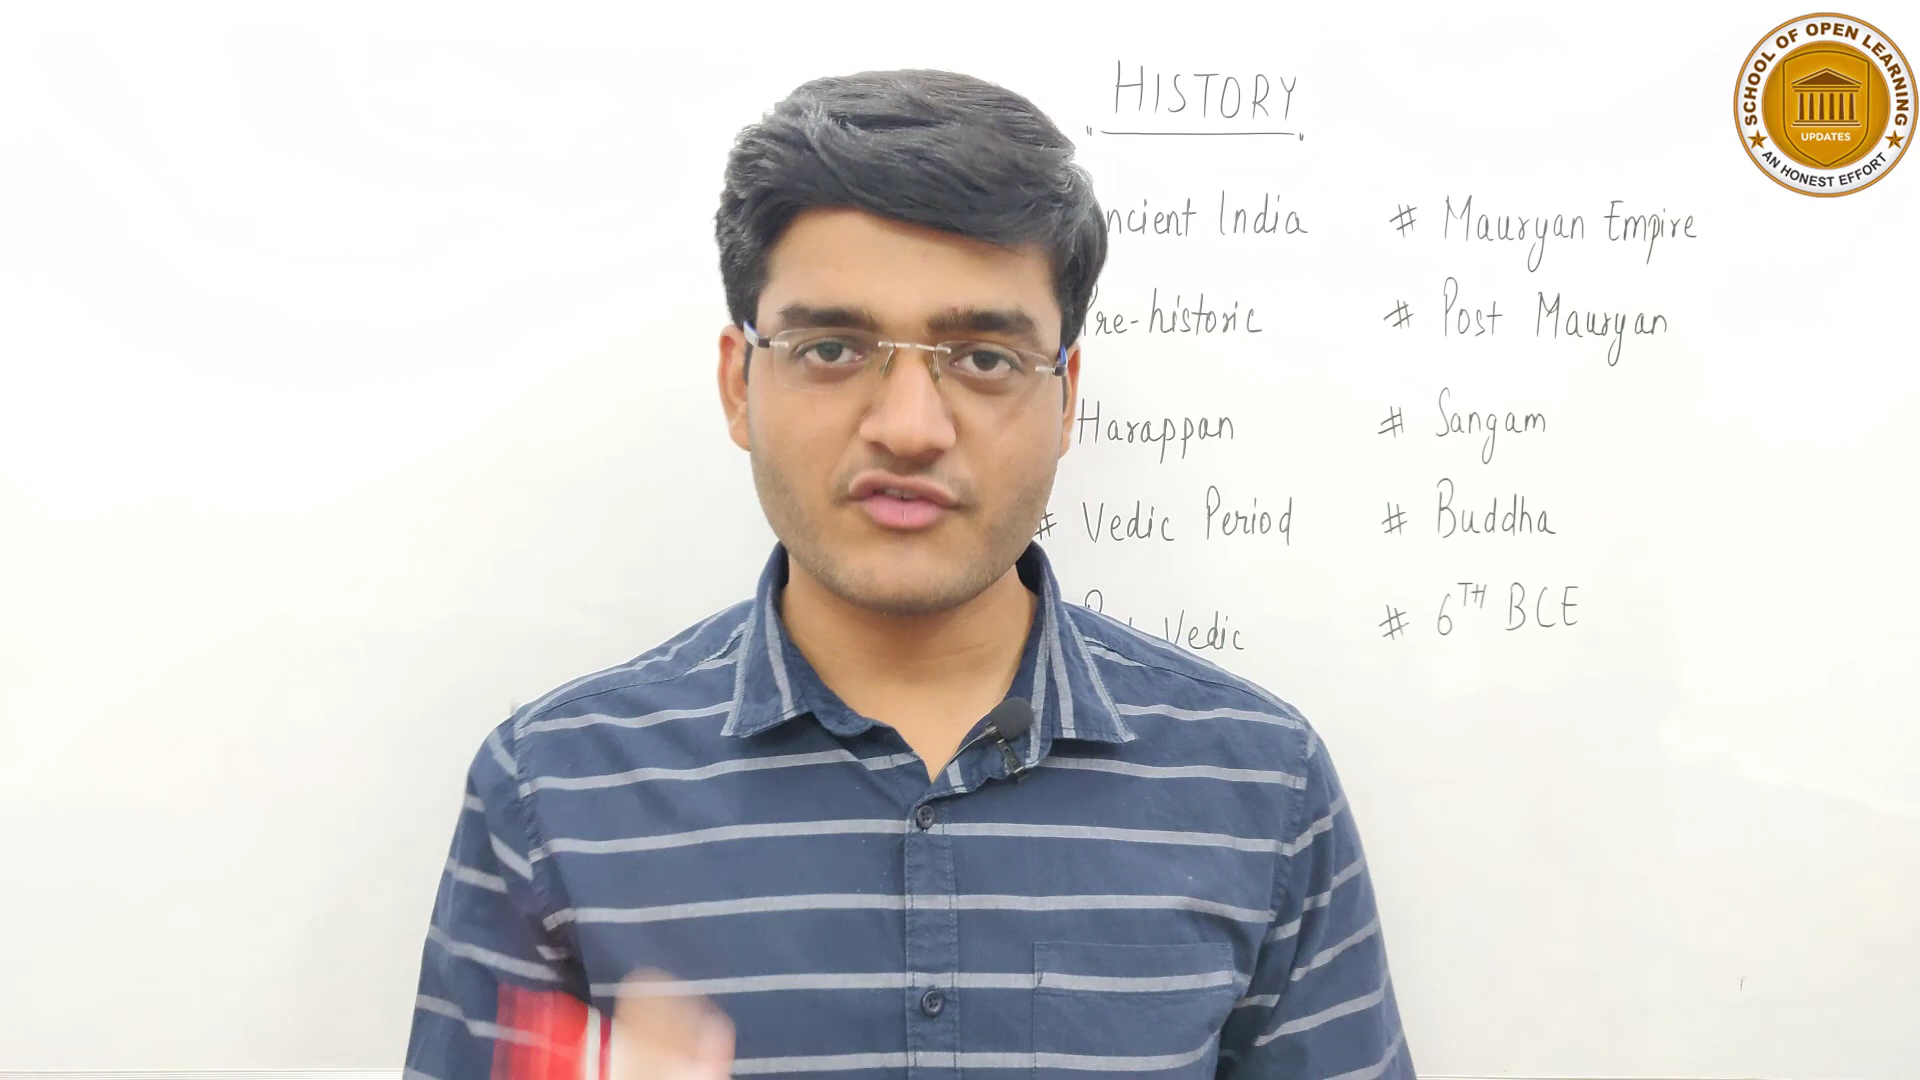 HISTORY
ncient India
re-historic
Harappan
# Vedic Period
Vedic
# Mauryan Empire
# Post Mauryan
# Sangam
# Buddha
# 6TH BCE
SCHOOL OF OPEN LEARNING
UPDATES
AN HONEST EFFORT